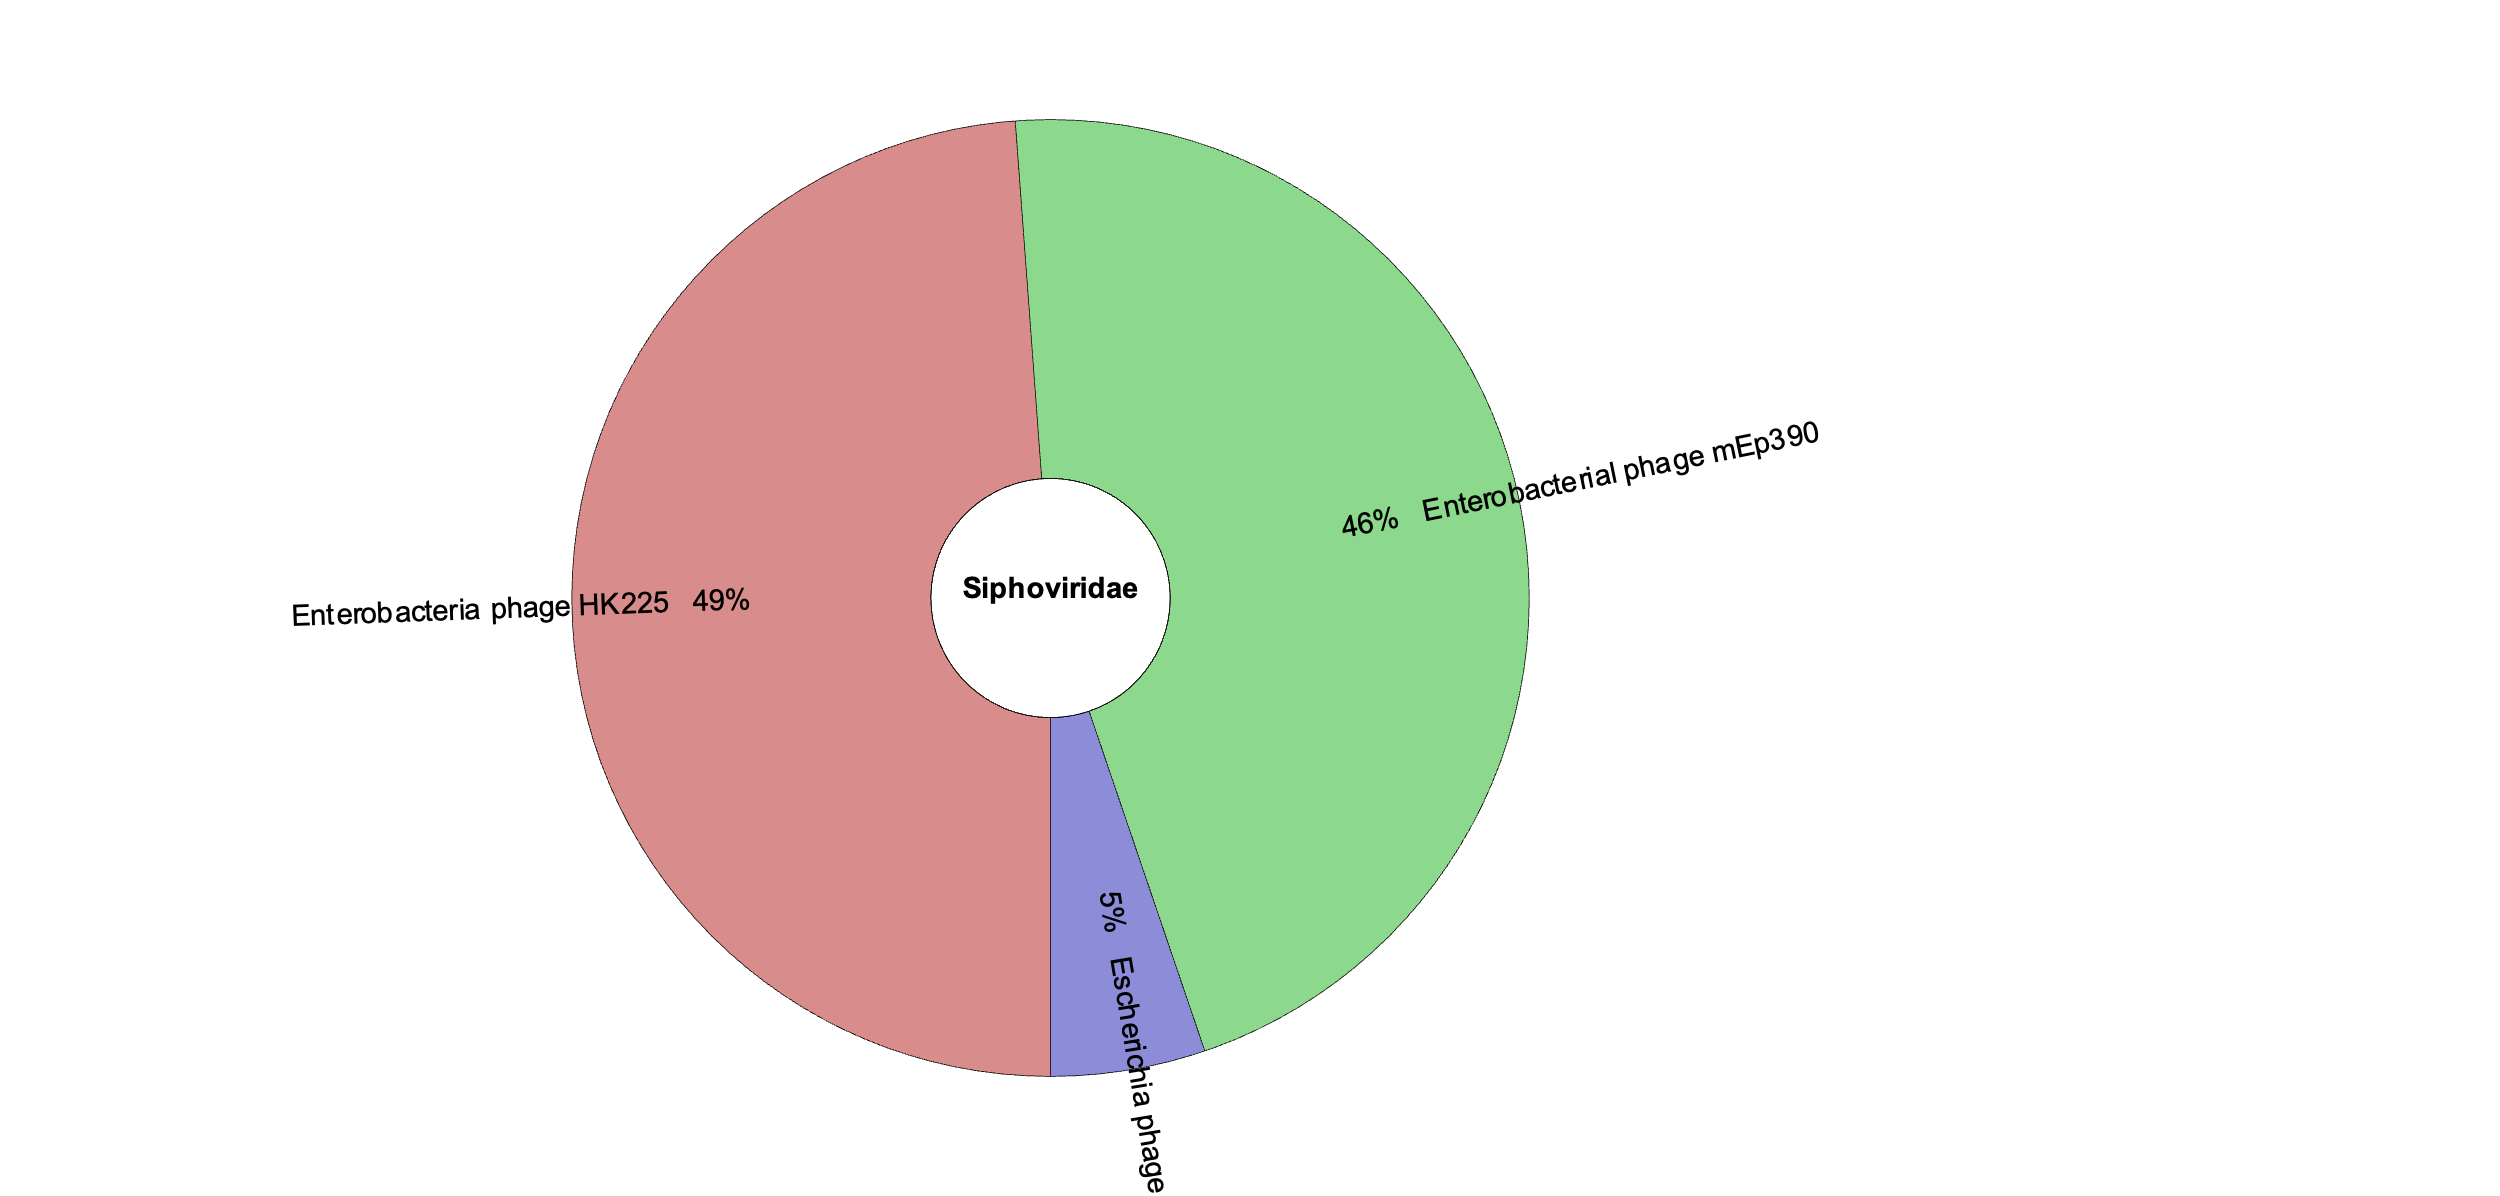 Enterobacteria phage HK225 49%
Siphoviridae
46% Enterobacterial phage mEp390
5% Escherichia phage